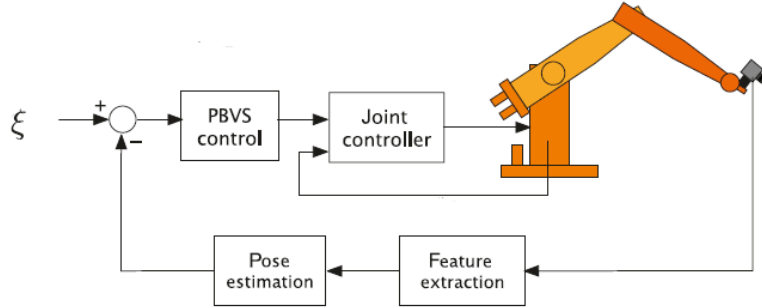 ξ
+
−
PBVS
control
Joint
controller
Pose
estimation
Feature
extraction